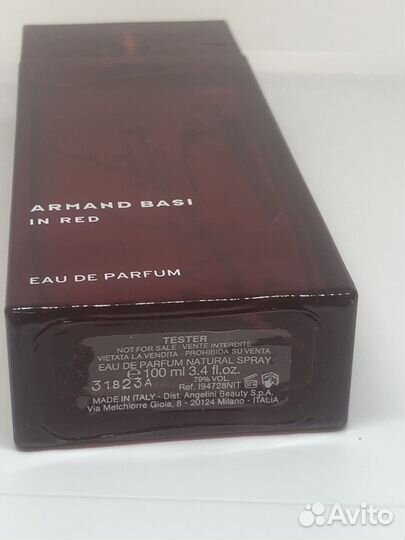 ARMAND BASI
IN RED
EAU DE PARFUM
TESTER
NOT FOR SALE - VENTE INTERDITE
VIETATA LA VENDITA - PROHIBIDA SU VENTA
EAU DE PARFUM NATURAL SPRAY
℮100 ml 3.4 fl.oz.
79% VOL.
31823A
Ref. I94728NIT
MADE IN ITALY - Dist. Angelini Beauty S.p.A.
Via Melchiorre Gioia, 8 - 20124 Milano - ITALIA
Avito